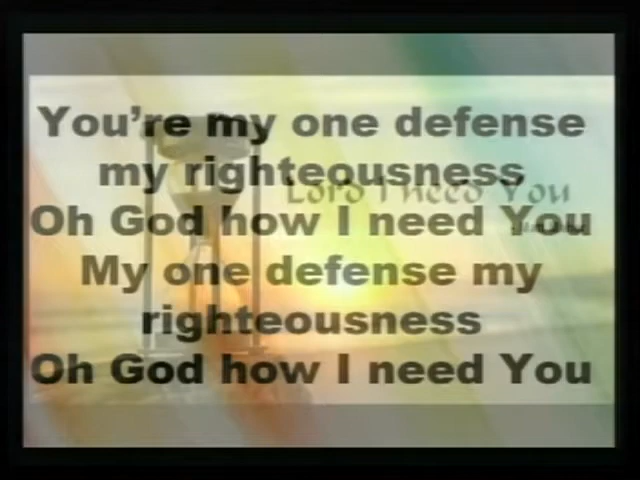 You're my one defense
my righteousness
Lord I need You
Oh God how I need You
My one defense my
righteousness
Oh God how I need You